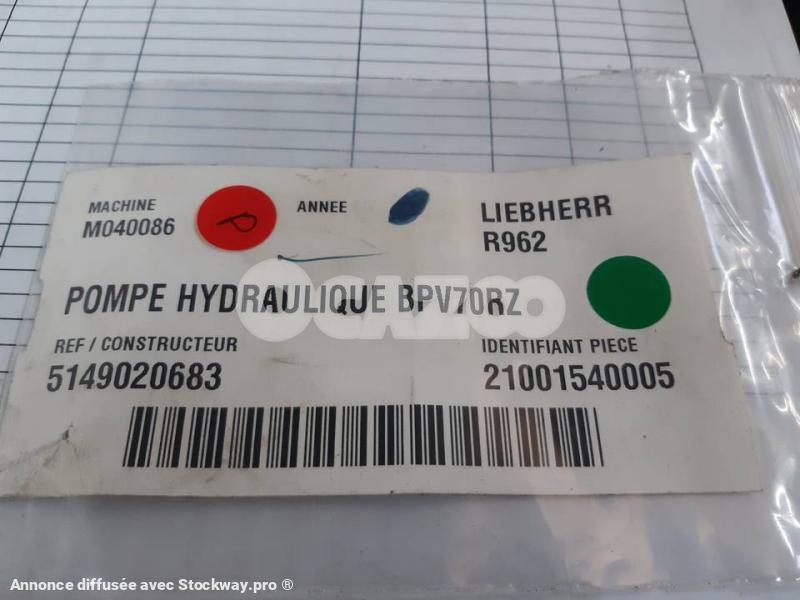 MACHINE
M040086
P
ANNEE
LIEBHERR
R962
POMPE HYDRAULIQUE BPV70RZ
OCAZOO
REF / CONSTRUCTEUR
5149020683
IDENTIFIANT PIECE
21001540005
Annonce diffusée avec Stockway.pro ®